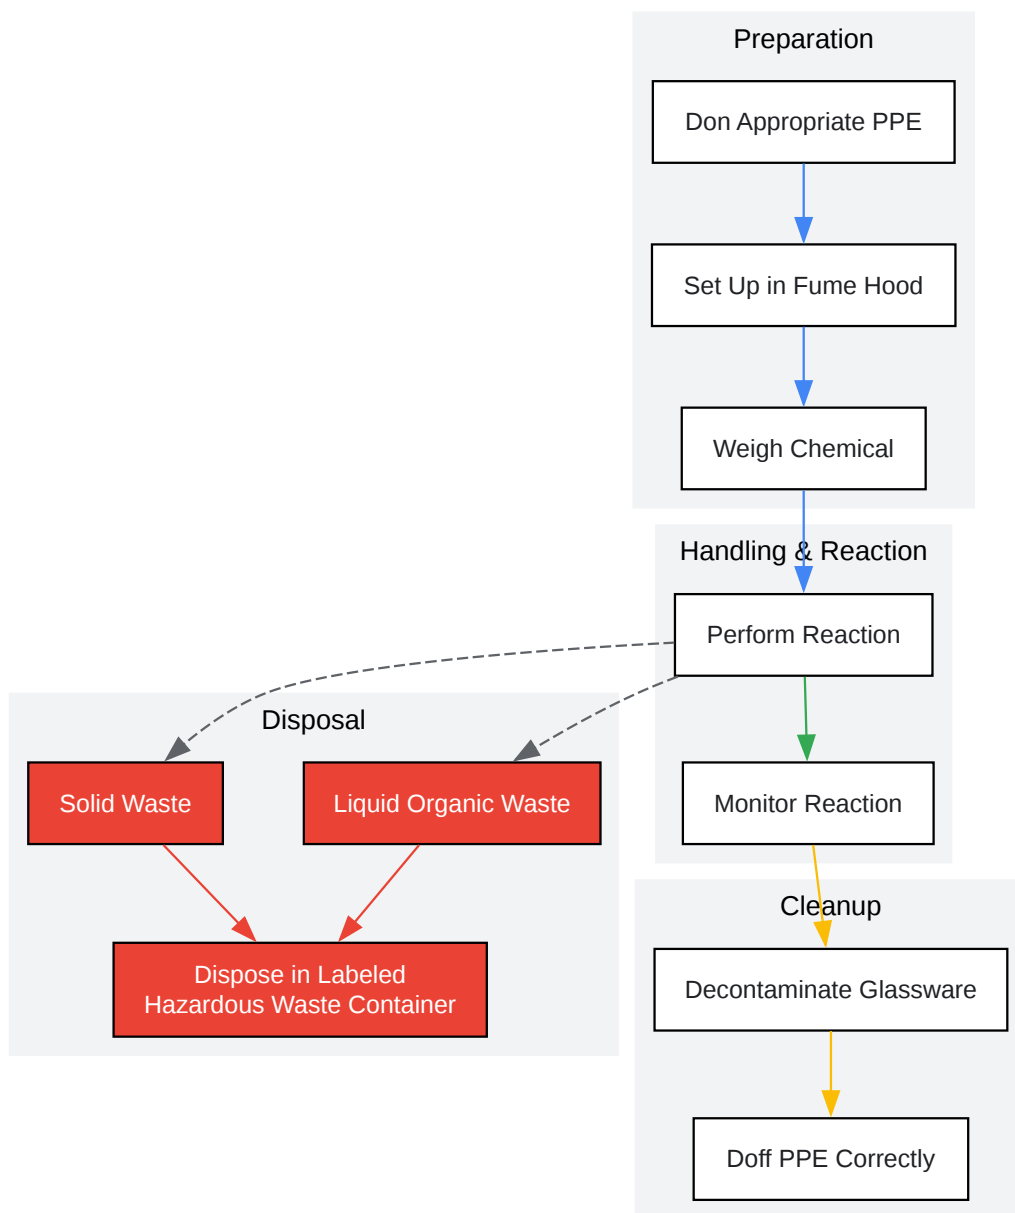 Preparation
Don Appropriate PPE
Set Up in Fume Hood
Weigh Chemical
Handling & Reaction
Perform Reaction
Disposal
Solid Waste
Liquid Organic Waste
Monitor Reaction
Cleanup
Dispose in Labeled
Hazardous Waste Container
Decontaminate Glassware
Doff PPE Correctly